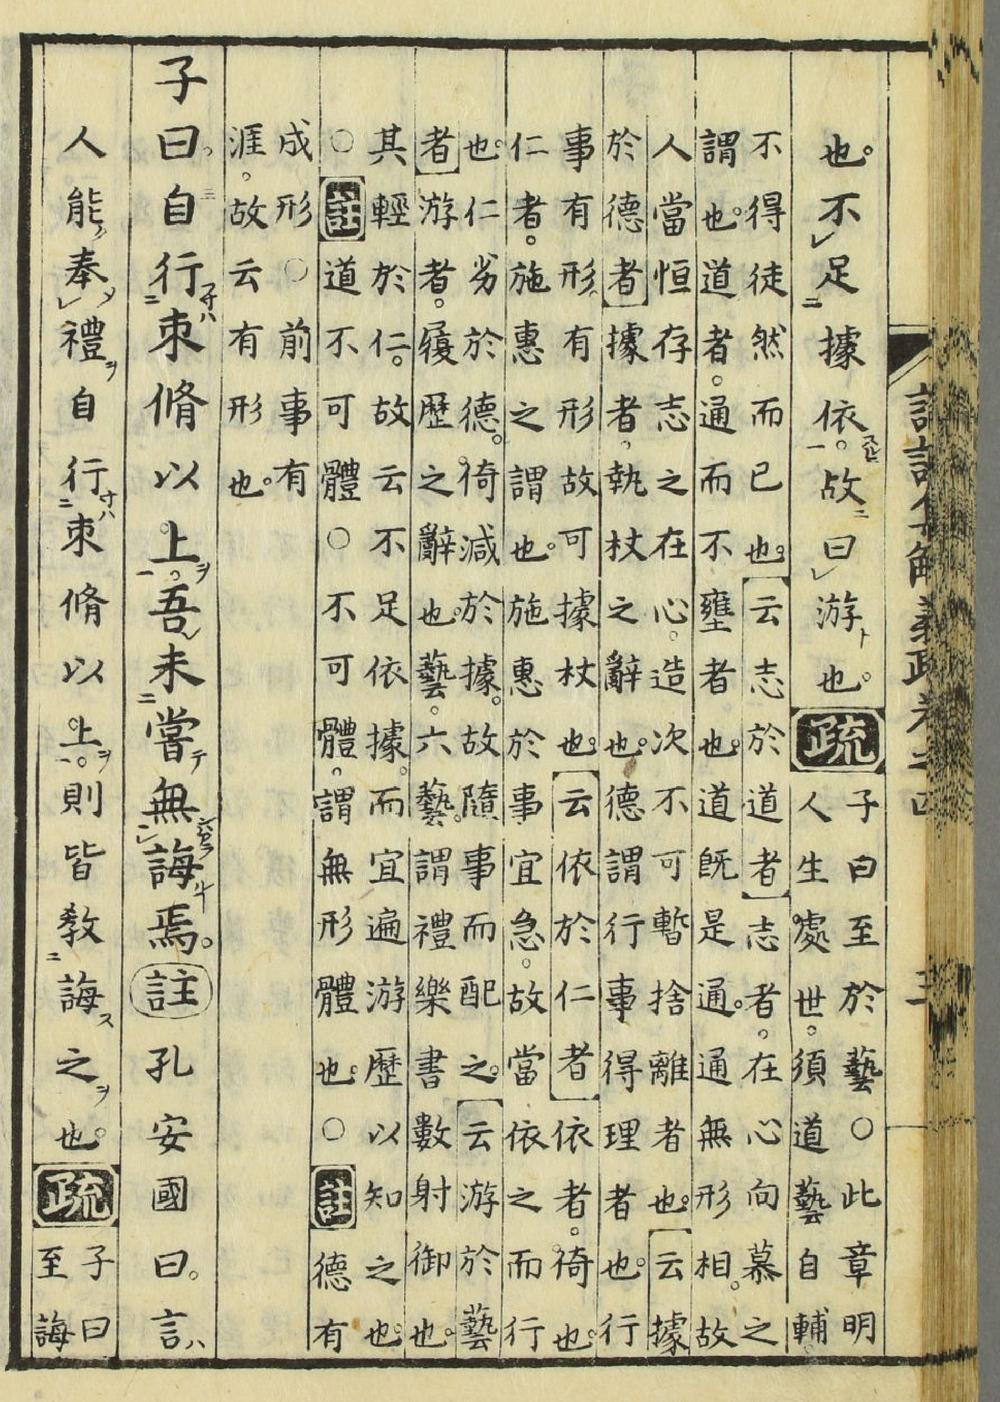 也不足據依故曰游也疏
子曰至於藝〇此章明
人生處世須道藝自輔
不得徒然而已也云志於道者志者在心向慕之
謂也道者通而不壅者也道既是通通無形相故
人當恒存志之在心造次不可暫捨離者也云據
於德者據者執杖之辭也德謂行事得理者也行
事有形有形故可據杖也云依於仁者依者倚也
仁者施惠之謂也施惠於事宜急故當依之而行
也仁劣於德倚減於據故隨事而配之云游於藝
者游者履歷之辭也藝六藝謂禮樂書數射御也
其輕於仁故云不足依據而宜遍游歷以知之也
〇註道不可體〇不可體謂無形體也〇註德有
成形〇前事有
涯故云有形也
子曰自行束脩以上吾未嘗無誨焉註孔安國曰言
人能奉禮自行束脩以上則皆教誨之也疏
子曰
至誨